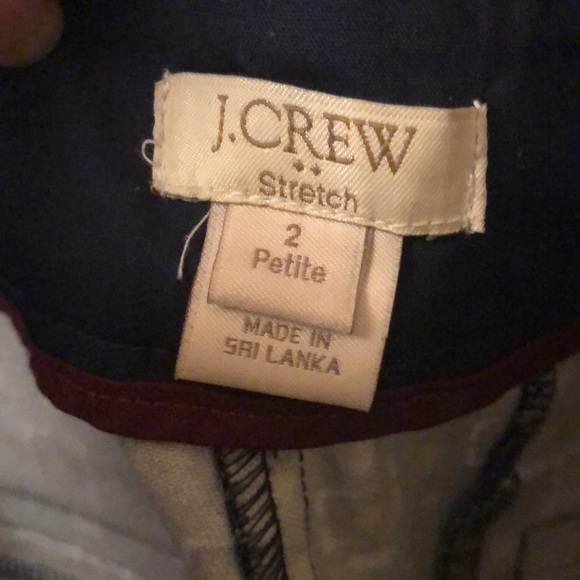 J.CREW
Stretch
2
Petite
MADE IN
SRI LANKA